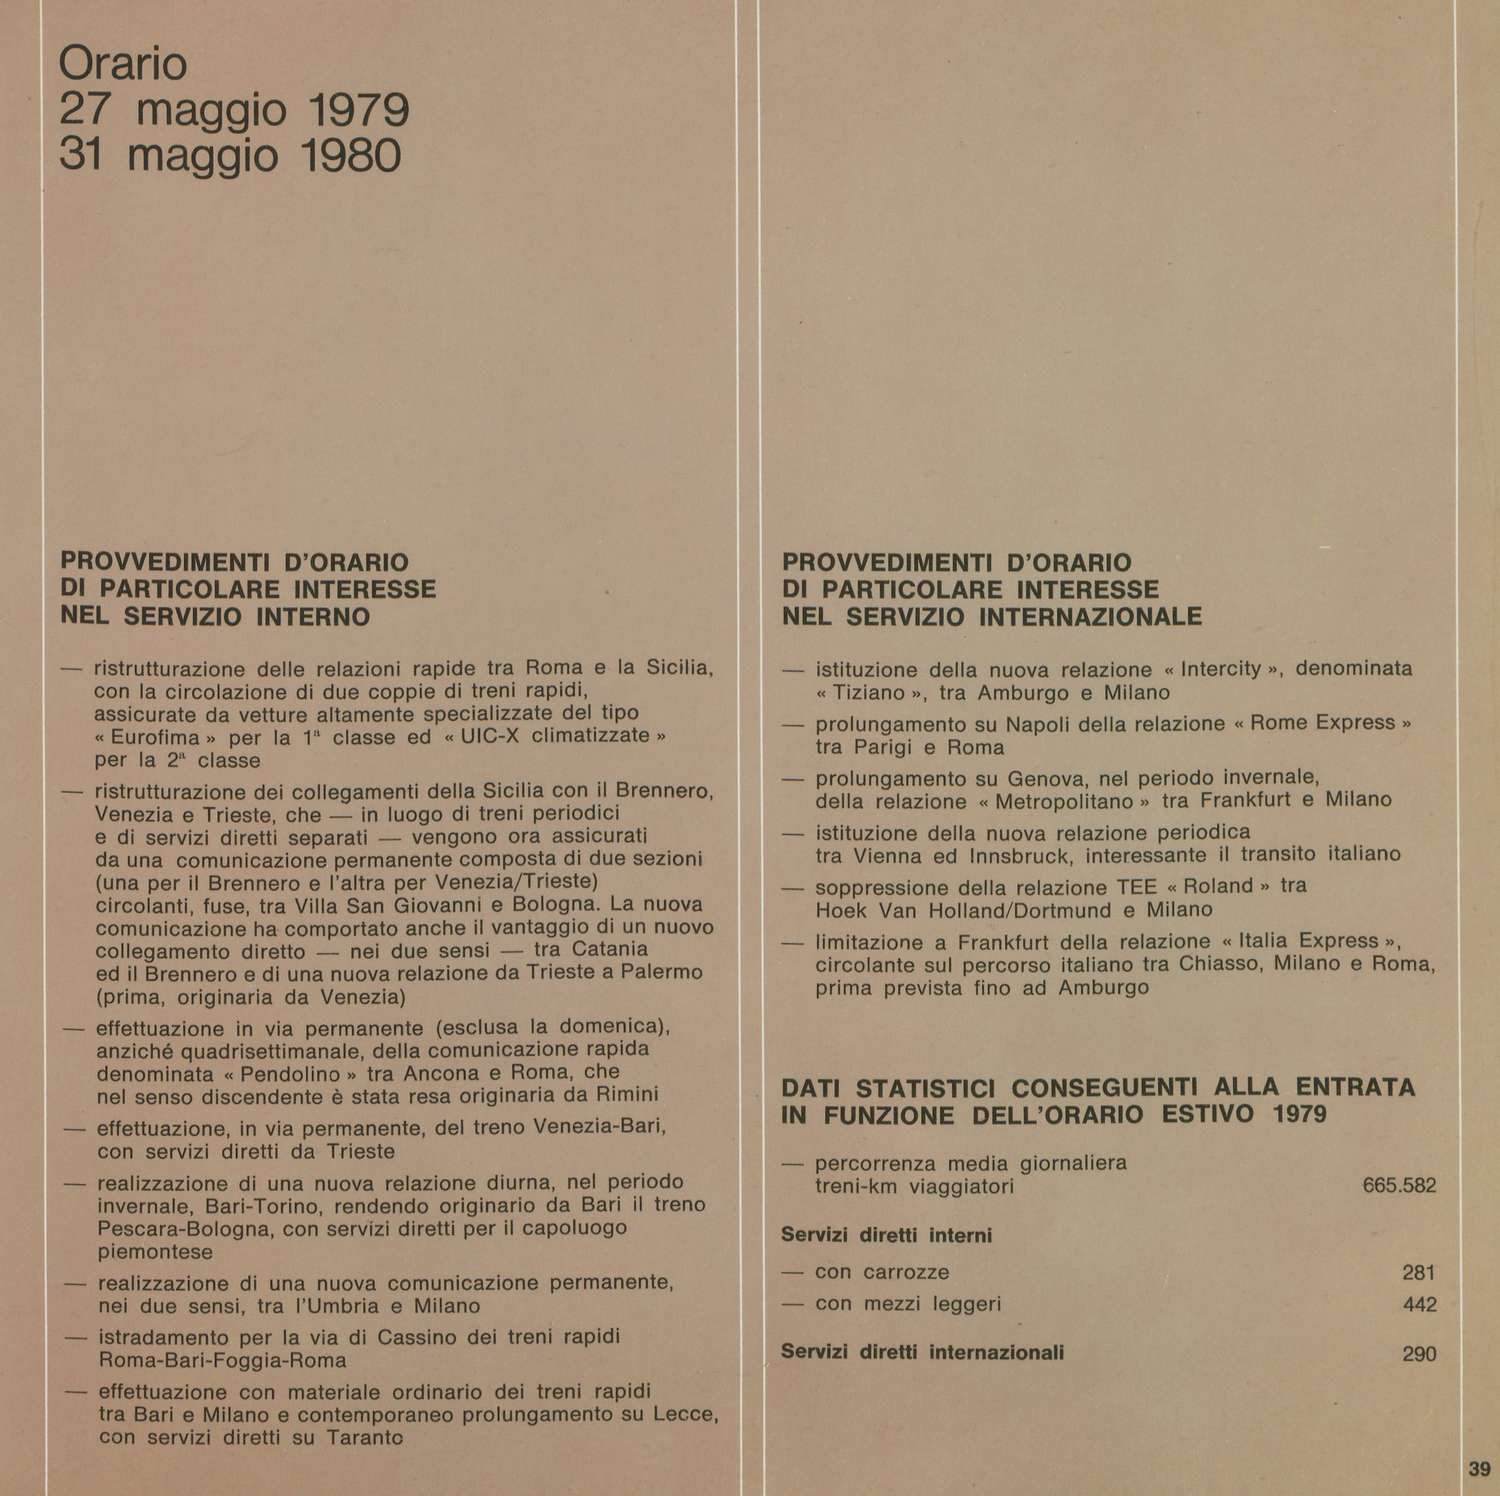 Orario
27 maggio 1979
31 maggio 1980
PROVVEDIMENTI D'ORARIO
DI PARTICOLARE INTERESSE
NEL SERVIZIO INTERNO
— ristrutturazione delle relazioni rapide tra Roma e la Sicilia,
con la circolazione di due coppie di treni rapidi,
assicurate da vetture altamente specializzate del tipo
« Eurofima » per la 1ª classe ed « UIC-X climatizzate »
per la 2ª classe
— ristrutturazione dei collegamenti della Sicilia con il Brennero,
Venezia e Trieste, che — in luogo di treni periodici
e di servizi diretti separati — vengono ora assicurati
da una comunicazione permanente composta di due sezioni
(una per il Brennero e l'altra per Venezia/Trieste)
circolanti, fuse, tra Villa San Giovanni e Bologna. La nuova
comunicazione ha comportato anche il vantaggio di un nuovo
collegamento diretto — nei due sensi — tra Catania
ed il Brennero e di una nuova relazione da Trieste a Palermo
(prima, originaria da Venezia)
— effettuazione in via permanente (esclusa la domenica),
anziché quadrisettimanale, della comunicazione rapida
denominata « Pendolino » tra Ancona e Roma, che
nel senso discendente è stata resa originaria da Rimini
— effettuazione, in via permanente, del treno Venezia-Bari,
con servizi diretti da Trieste
— realizzazione di una nuova relazione diurna, nel periodo
invernale, Bari-Torino, rendendo originario da Bari il treno
Pescara-Bologna, con servizi diretti per il capoluogo
piemontese
— realizzazione di una nuova comunicazione permanente,
nei due sensi, tra l'Umbria e Milano
— istradamento per la via di Cassino dei treni rapidi
Roma-Bari-Foggia-Roma
— effettuazione con materiale ordinario dei treni rapidi
tra Bari e Milano e contemporaneo prolungamento su Lecce,
con servizi diretti su Taranto
PROVVEDIMENTI D'ORARIO
DI PARTICOLARE INTERESSE
NEL SERVIZIO INTERNAZIONALE
— istituzione della nuova relazione « Intercity », denominata
« Tiziano », tra Amburgo e Milano
— prolungamento su Napoli della relazione « Rome Express »
tra Parigi e Roma
— prolungamento su Genova, nel periodo invernale,
della relazione « Metropolitano » tra Frankfurt e Milano
— istituzione della nuova relazione periodica
tra Vienna ed Innsbruck, interessante il transito italiano
— soppressione della relazione TEE « Roland » tra
Hoek Van Holland/Dortmund e Milano
— limitazione a Frankfurt della relazione « Italia Express »,
circolante sul percorso italiano tra Chiasso, Milano e Roma,
prima prevista fino ad Amburgo
DATI STATISTICI CONSEGUENTI ALLA ENTRATA
IN FUNZIONE DELL'ORARIO ESTIVO 1979
— percorrenza media giornaliera
treni-km viaggiatori 665.582
Servizi diretti interni
— con carrozze 281
— con mezzi leggeri 442
Servizi diretti internazionali 290
39